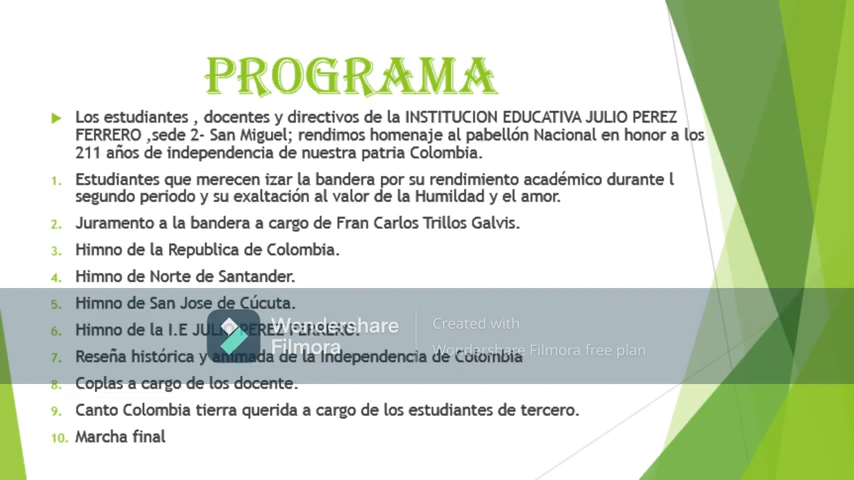 PROGRAMA
Los estudiantes , docentes y directivos de la INSTITUCION EDUCATIVA JULIO PEREZ
FERRERO ,sede 2- San Miguel; rendimos homenaje al pabellón Nacional en honor a los
211 años de independencia de nuestra patria Colombia.
1. Estudiantes que merecen izar la bandera por su rendimiento académico durante l
segundo periodo y su exaltación al valor de la Humildad y el amor.
2. Juramento a la bandera a cargo de Fran Carlos Trillos Galvis.
3. Himno de la Republica de Colombia.
4. Himno de Norte de Santander.
5. Himno de San Jose de Cúcuta.
6. Himno de la I.E JULIO PEREZ FERRERO.
7. Reseña histórica y animada de la Independencia de Colombia
8. Coplas a cargo de los docente.
9. Canto Colombia tierra querida a cargo de los estudiantes de tercero.
10. Marcha final
Wondershare
Filmora
Created with
Wondershare Filmora free plan